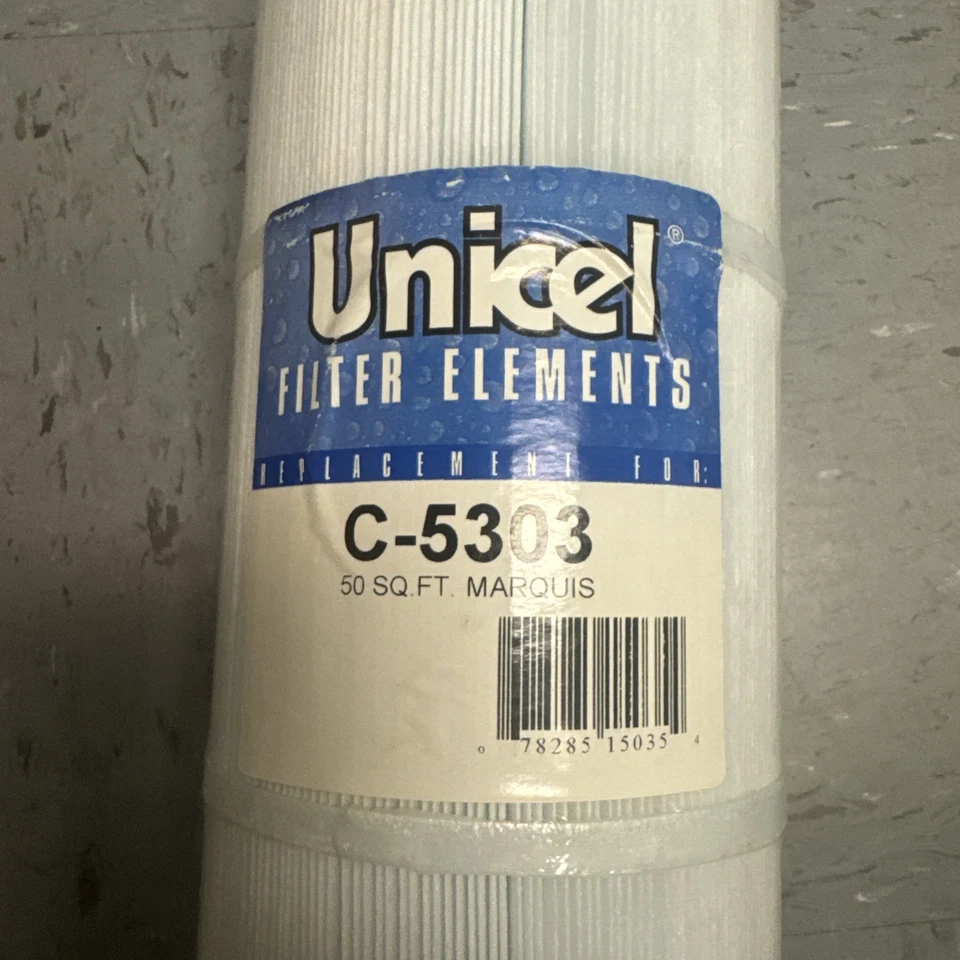 Unicel®
FILTER ELEMENTS
REPLACEMENT FOR:
C-5303
50 SQ.FT. MARQUIS
0 78285 15035 4